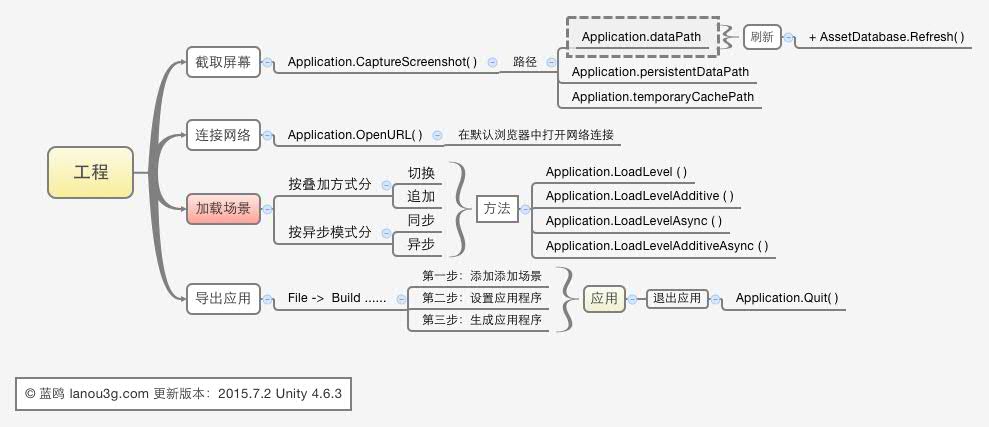 工程
截取屏幕
Application.CaptureScreenshot( )
路径
Application.dataPath
刷新
+ AssetDatabase.Refresh( )
Application.persistentDataPath
Appliation.temporaryCachePath
连接网络
Application.OpenURL( )
在默认浏览器中打开网络连接
加载场景
按叠加方式分
切换
追加
按异步模式分
同步
异步
方法
Application.LoadLevel ( )
Application.LoadLevelAdditive ( )
Application.LoadLevelAsync ( )
Application.LoadLevelAdditiveAsync ( )
导出应用
File -> Build ......
第一步：添加添加场景
第二步：设置应用程序
第三步：生成应用程序
应用
退出应用
Application.Quit( )
© 蓝鸥 lanou3g.com 更新版本：2015.7.2 Unity 4.6.3